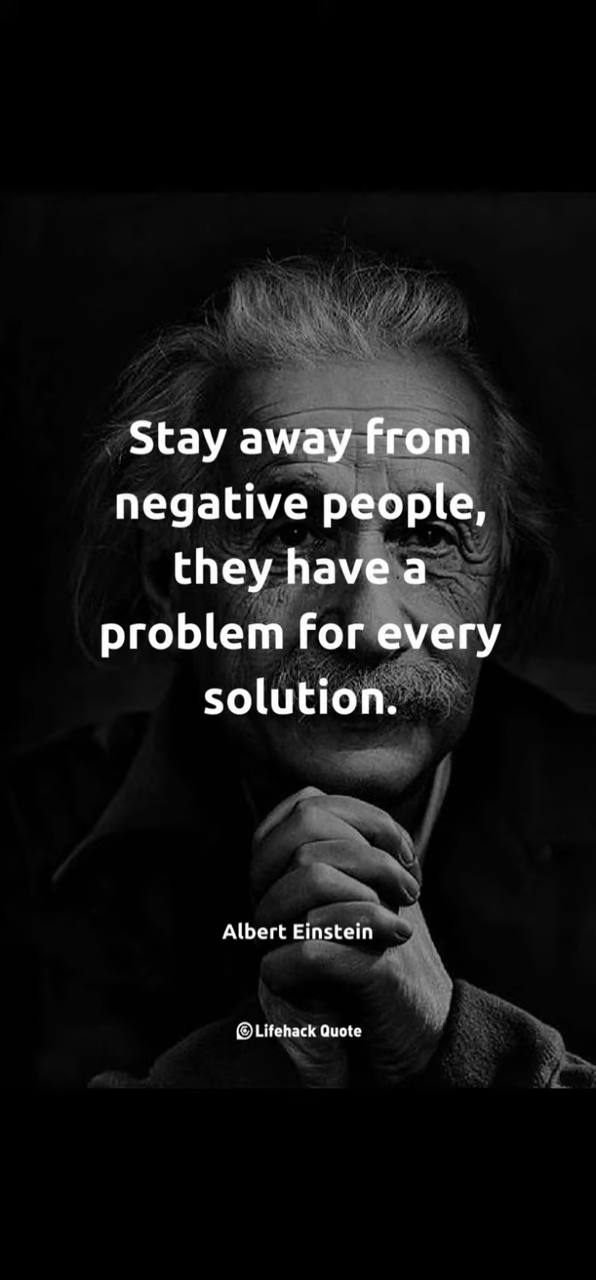 Stay away from
negative people,
they have a
problem for every
solution.
Albert Einstein
Lifehack Quote